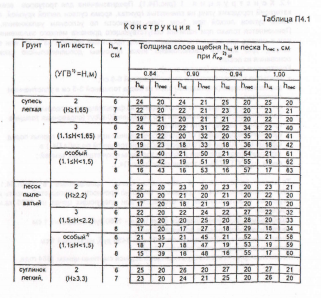 Таблица П4.1
Конструкция 1
Грунт Тип местн. hас, Толщина слоев щебня hщ и песка hпес, см
(УГВ¹⁾=Н,м) см при Kпр²⁾=
0.84 0.90 0.94 1.00
hщ hпес hщ hпес hщ hпес hщ hпес
супесь 2 6 24 20 24 21 25 20 25 20
легкая (Н≥1.65) 7 22 20 22 21 23 20 23 21
8 19 21 20 21 21 20 22 20
3 6 24 20 22 31 22 34 22 40
(1.1≤Н<1.65) 7 21 22 20 32 20 35 20 41
8 19 23 18 33 18 36 18 42
особый 6 21 40 21 50 21 54 21 61
(1.1≤Н<1.5) 7 18 42 19 51 19 55 19 62
8 16 43 16 53 16 57 17 63
песок 2 6 22 20 23 20 23 20 23 21
пыле- (Н≥2.2) 7 20 20 21 20 21 20 22 20
ватый 8 17 20 18 21 19 20 20 20
3 6 22 20 22 24 22 27 22 32
(1.5≤Н<2.2) 7 20 20 20 25 20 28 20 33
8 17 20 17 27 18 29 18 34
особый 6 21 35 21 45 21 52 21 58
(1.1≤Н<1.5) 7 18 37 18 47 19 53 19 59
8 15 39 16 48 16 55 17 60
суглинок 2 6 25 20 26 20 27 20 27 21
легкий, (Н≥3.3) 7 23 20 24 21 25 20 26 20